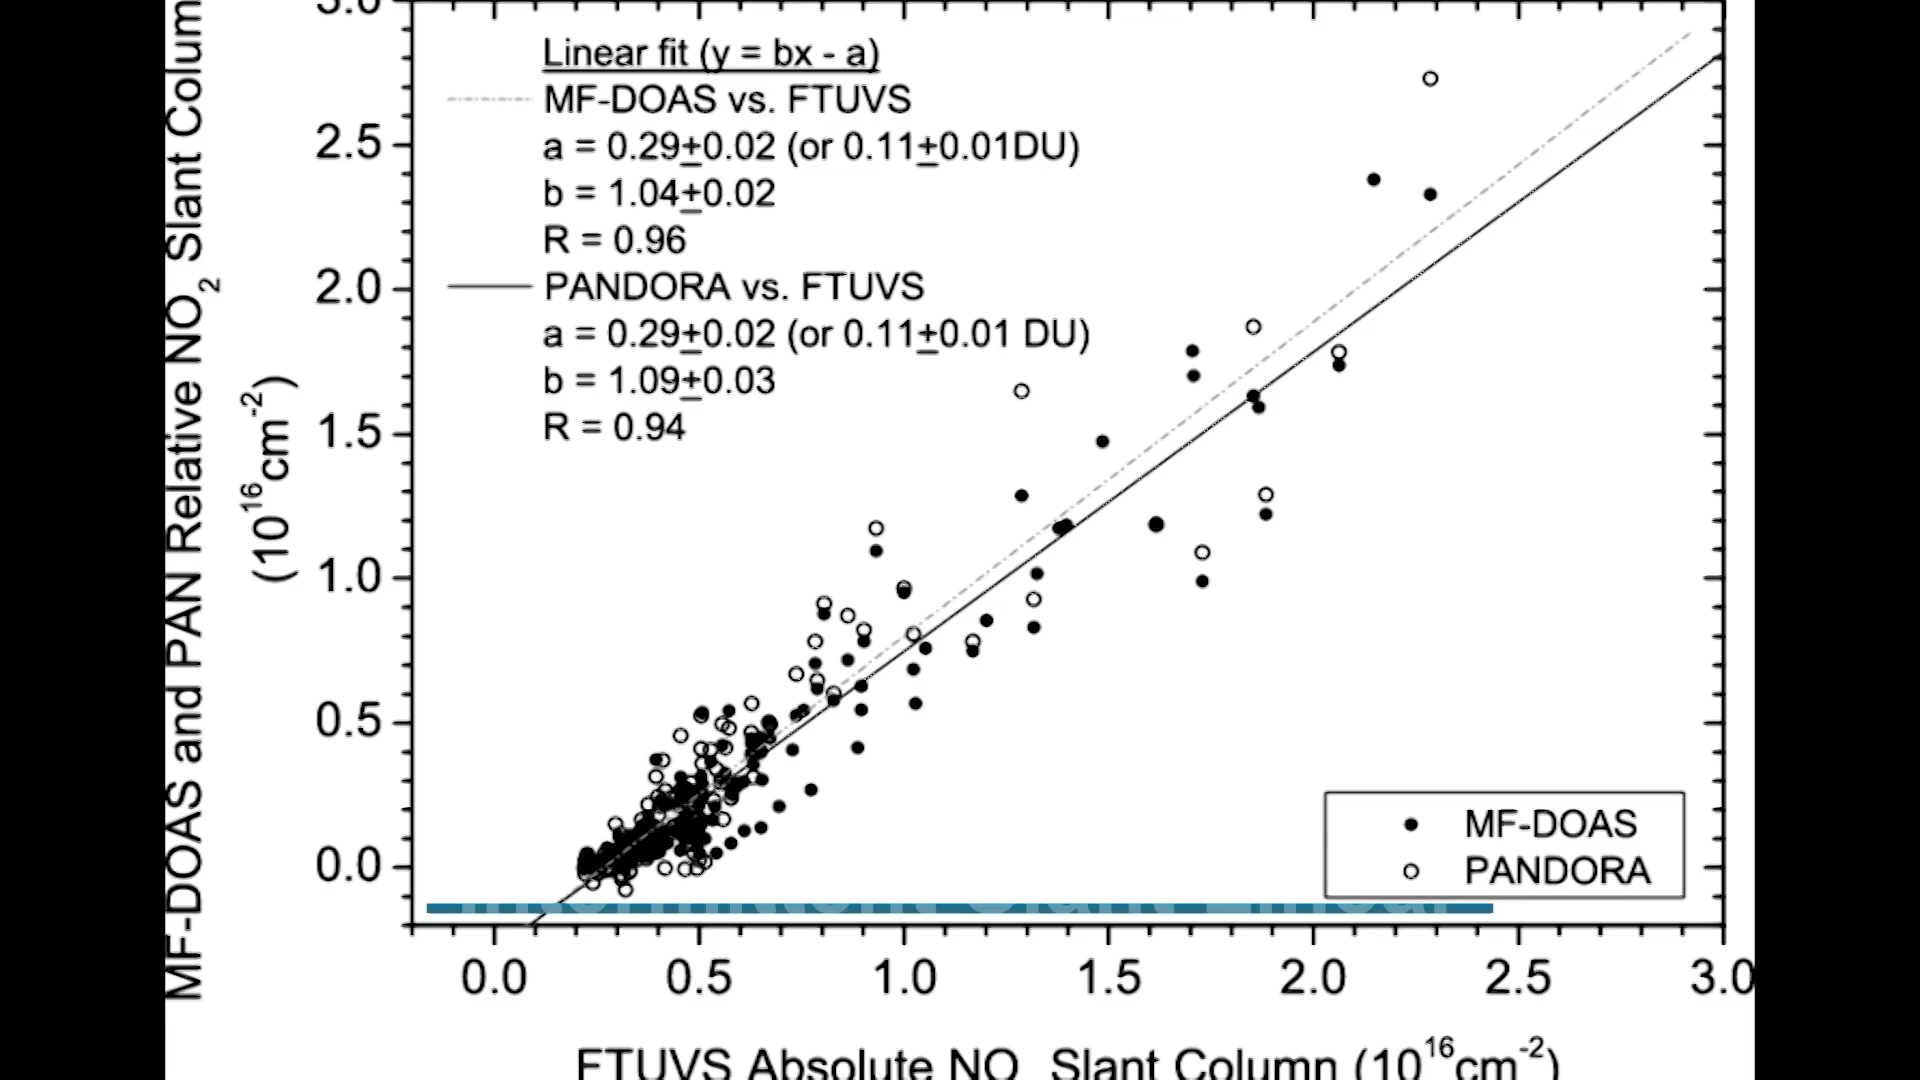 3.0
Linear fit (y = bx - a)
MF-DOAS vs. FTUVS
a = 0.29±0.02 (or 0.11±0.01DU)
b = 1.04±0.02
R = 0.96
PANDORA vs. FTUVS
a = 0.29±0.02 (or 0.11±0.01 DU)
b = 1.09±0.03
R = 0.94
2.5
2.0
1.5
1.0
0.5
0.0
MF-DOAS and PAN Relative NO2 Slant Colum
(10^16cm^-2)
MF-DOAS
PANDORA
0.0 0.5 1.0 1.5 2.0 2.5 3.0
FTUVS Absolute NO Slant Column (10^16cm^-2)